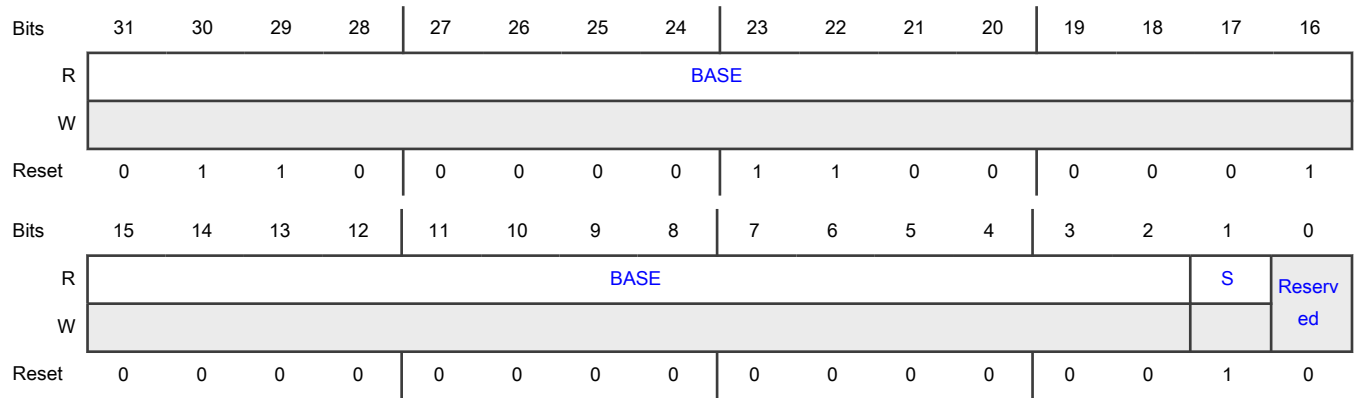 Bits 31 30 29 28 27 26 25 24 23 22 21 20 19 18 17 16
R BASE
W
Reset 0 1 1 0 0 0 0 0 1 1 0 0 0 0 0 1
Bits 15 14 13 12 11 10 9 8 7 6 5 4 3 2 1 0
R BASE S Reserv
W ed
Reset 0 0 0 0 0 0 0 0 0 0 0 0 0 0 1 0